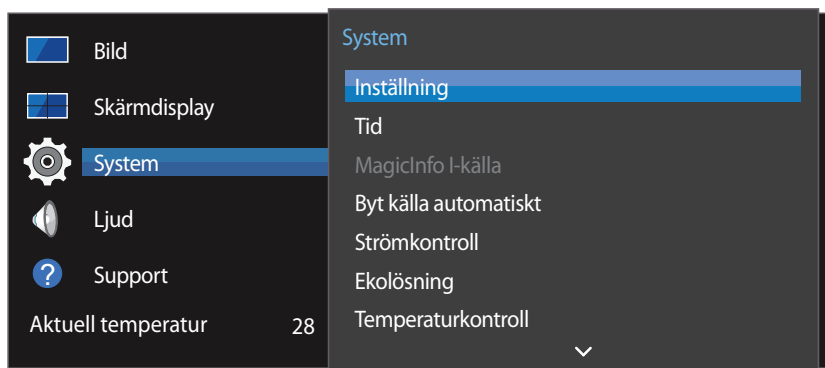 Bild
Skärmdisplay
System
Ljud
? Support
Aktuell temperatur 28
System
Inställning
Tid
MagicInfo I-källa
Byt källa automatiskt
Strömkontroll
Ekolösning
Temperaturkontroll